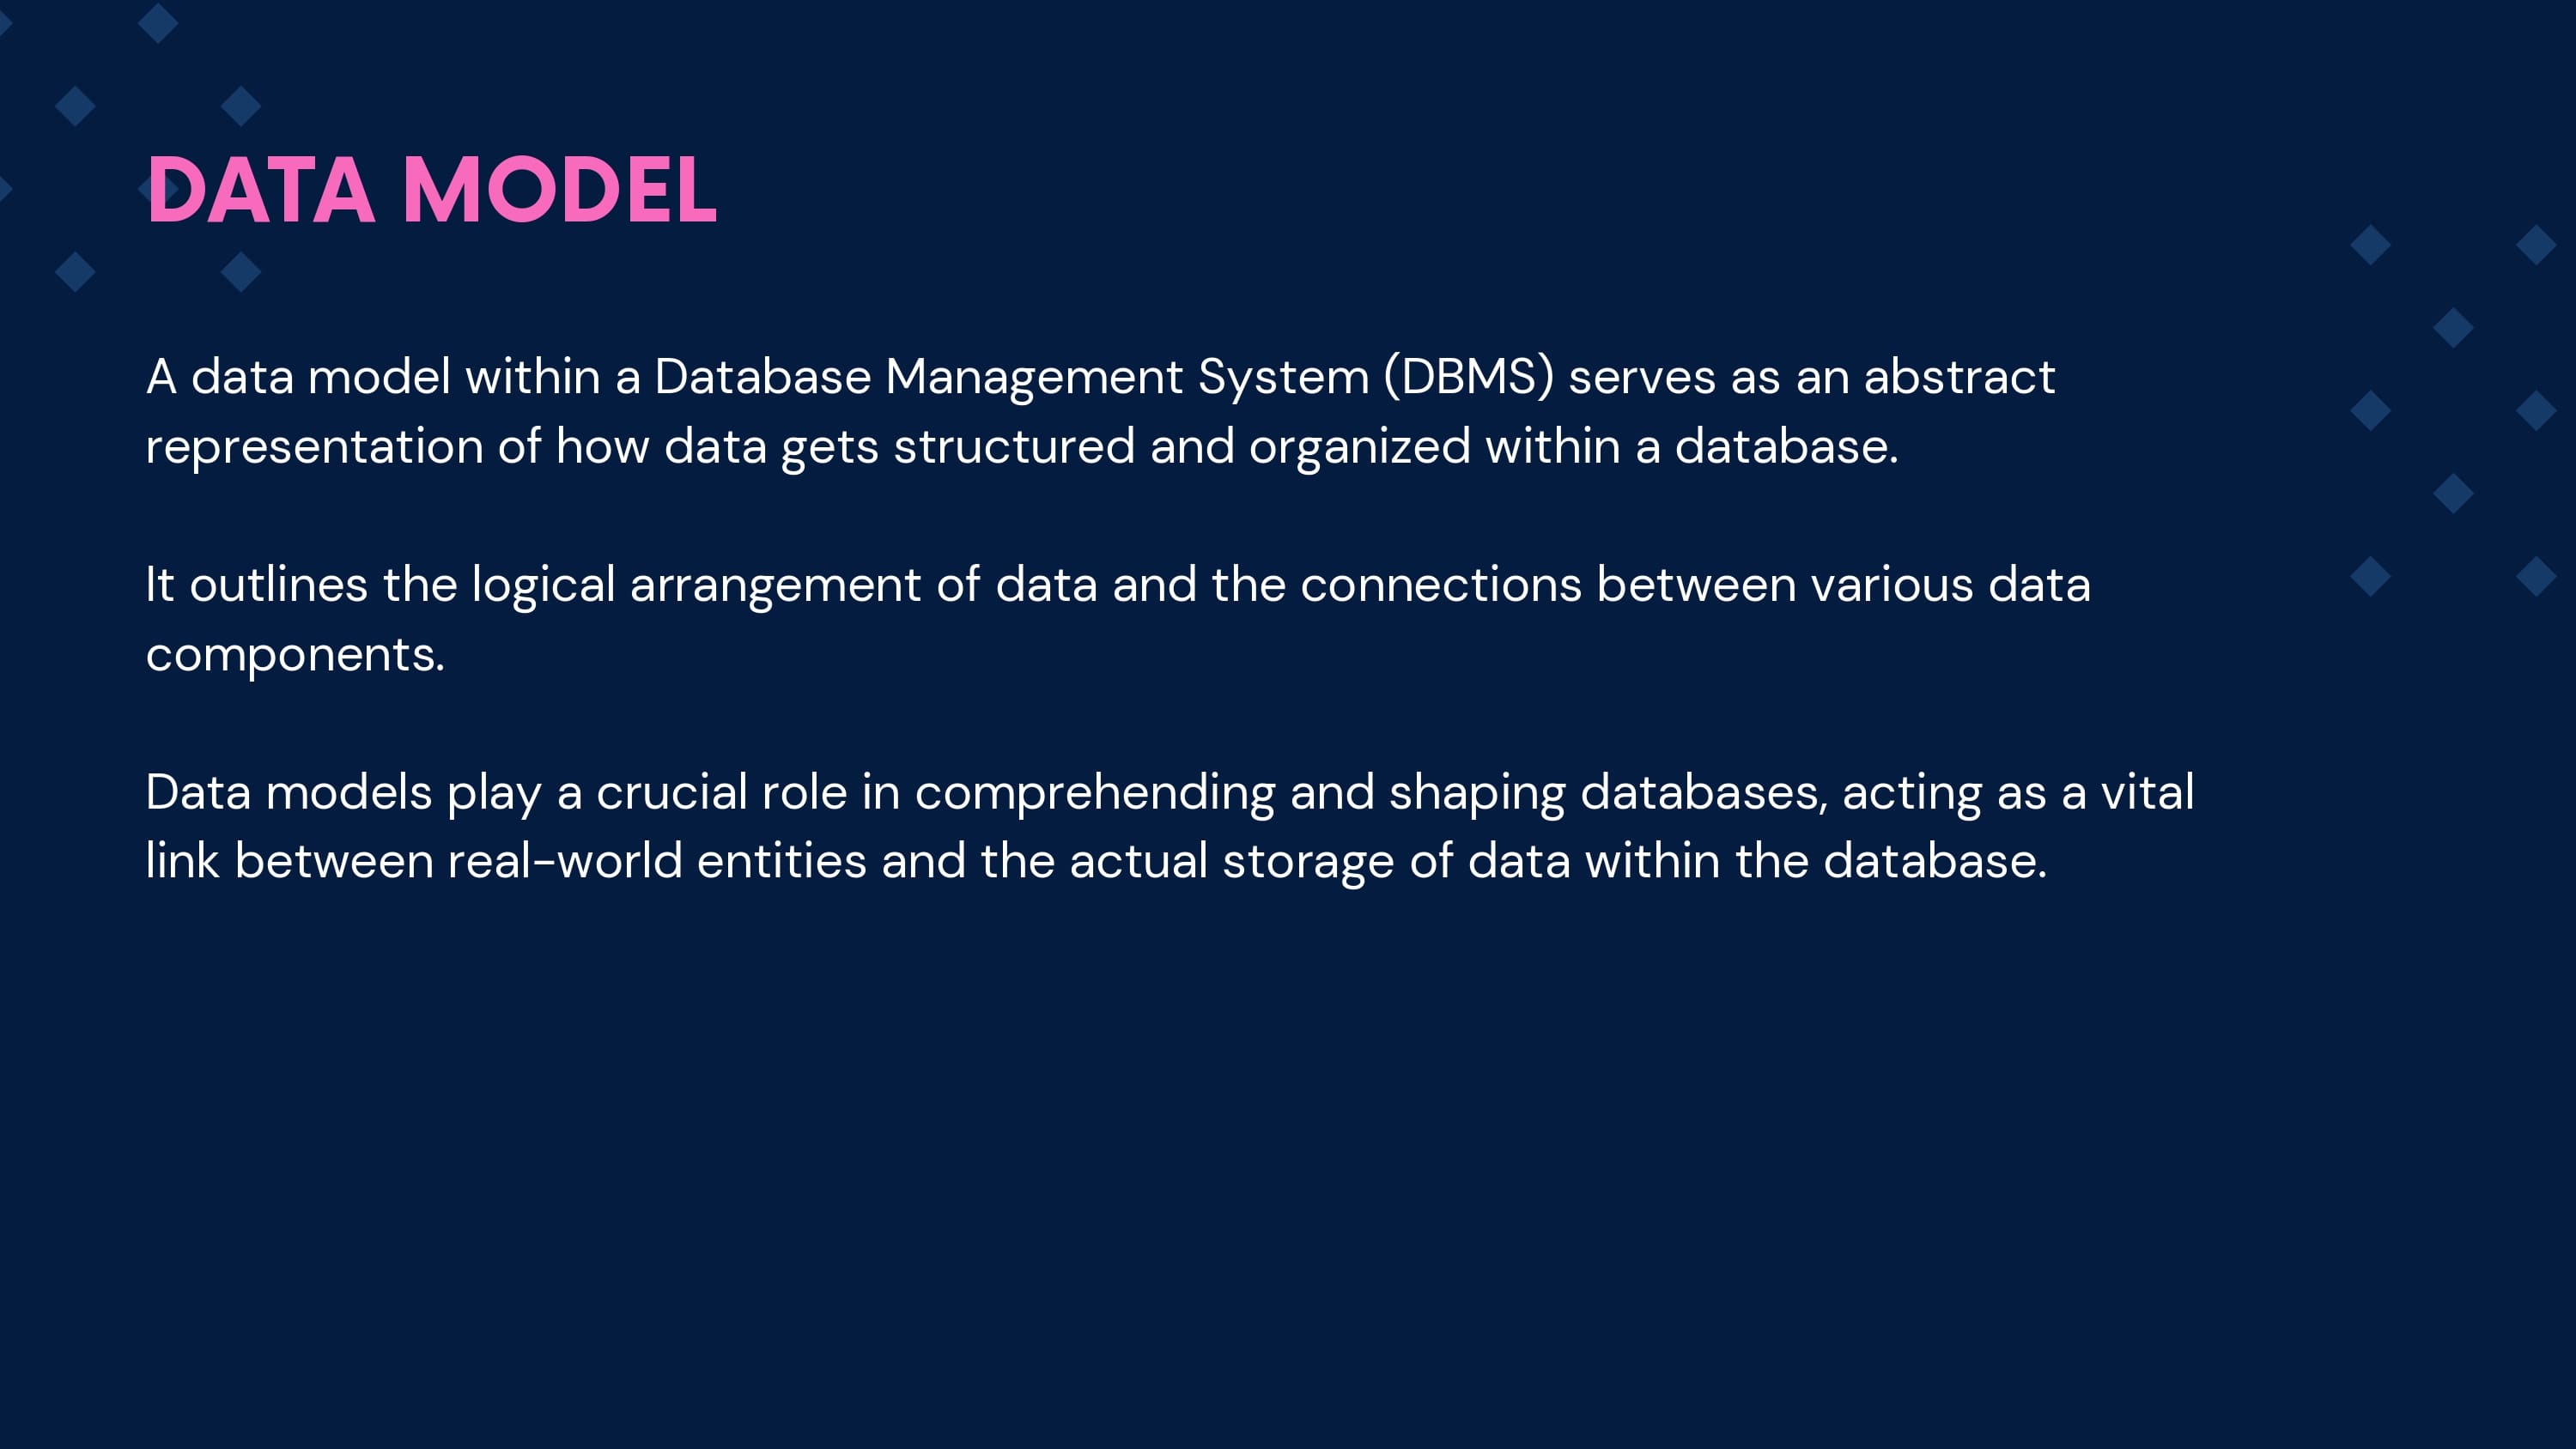 DATA MODEL
A data model within a Database Management System (DBMS) serves as an abstract
representation of how data gets structured and organized within a database.
It outlines the logical arrangement of data and the connections between various data
components.
Data models play a crucial role in comprehending and shaping databases, acting as a vital
link between real-world entities and the actual storage of data within the database.